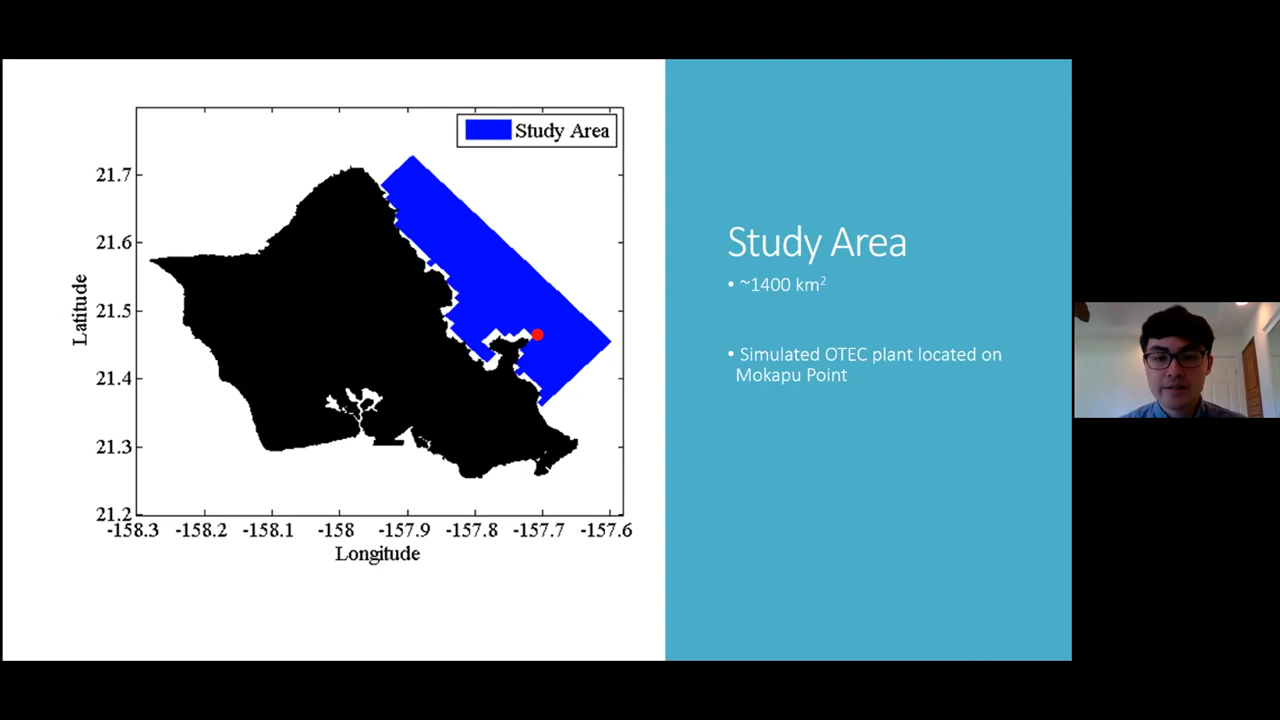 Study Area
21.7
21.6
21.5
21.4
21.3
21.2
Latitude
-158.3 -158.2 -158.1 -158 -157.9 -157.8 -157.7 -157.6
Longitude
Study Area
• ~1400 km²
• Simulated OTEC plant located on
Mokapu Point